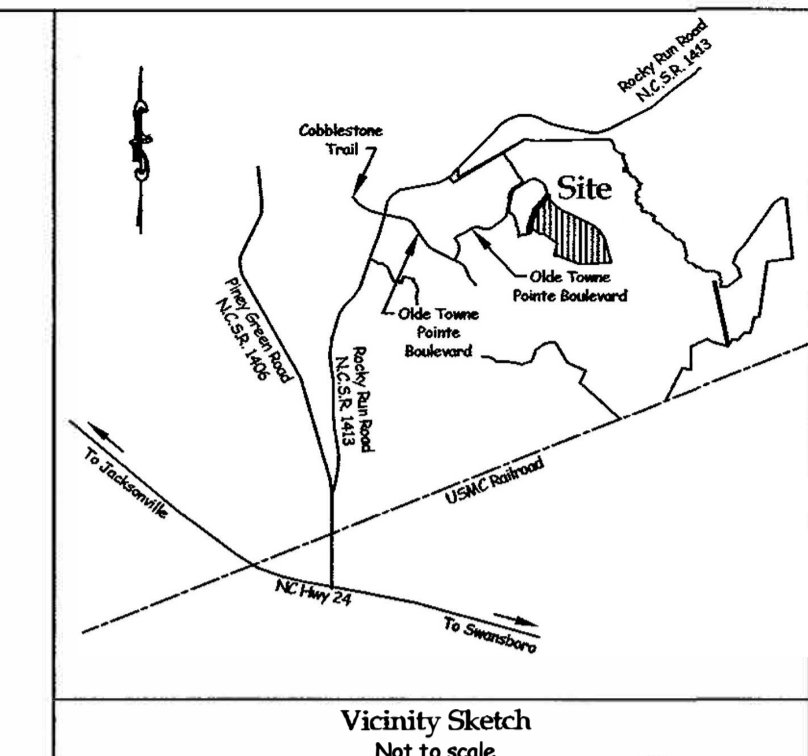 Rocky Run Road
N.C.S.R. 1413
Cobblestone
Trail
Site
Olde Towne
Pointe Boulevard
Olde Towne
Pointe
Boulevard
Piney Green Road
N.C.S.R. 1406
Rocky Run Road
N.C.S.R. 1413
To Jacksonville
USMC Railroad
NC Hwy 24
To Swansboro
Vicinity Sketch
Not to scale